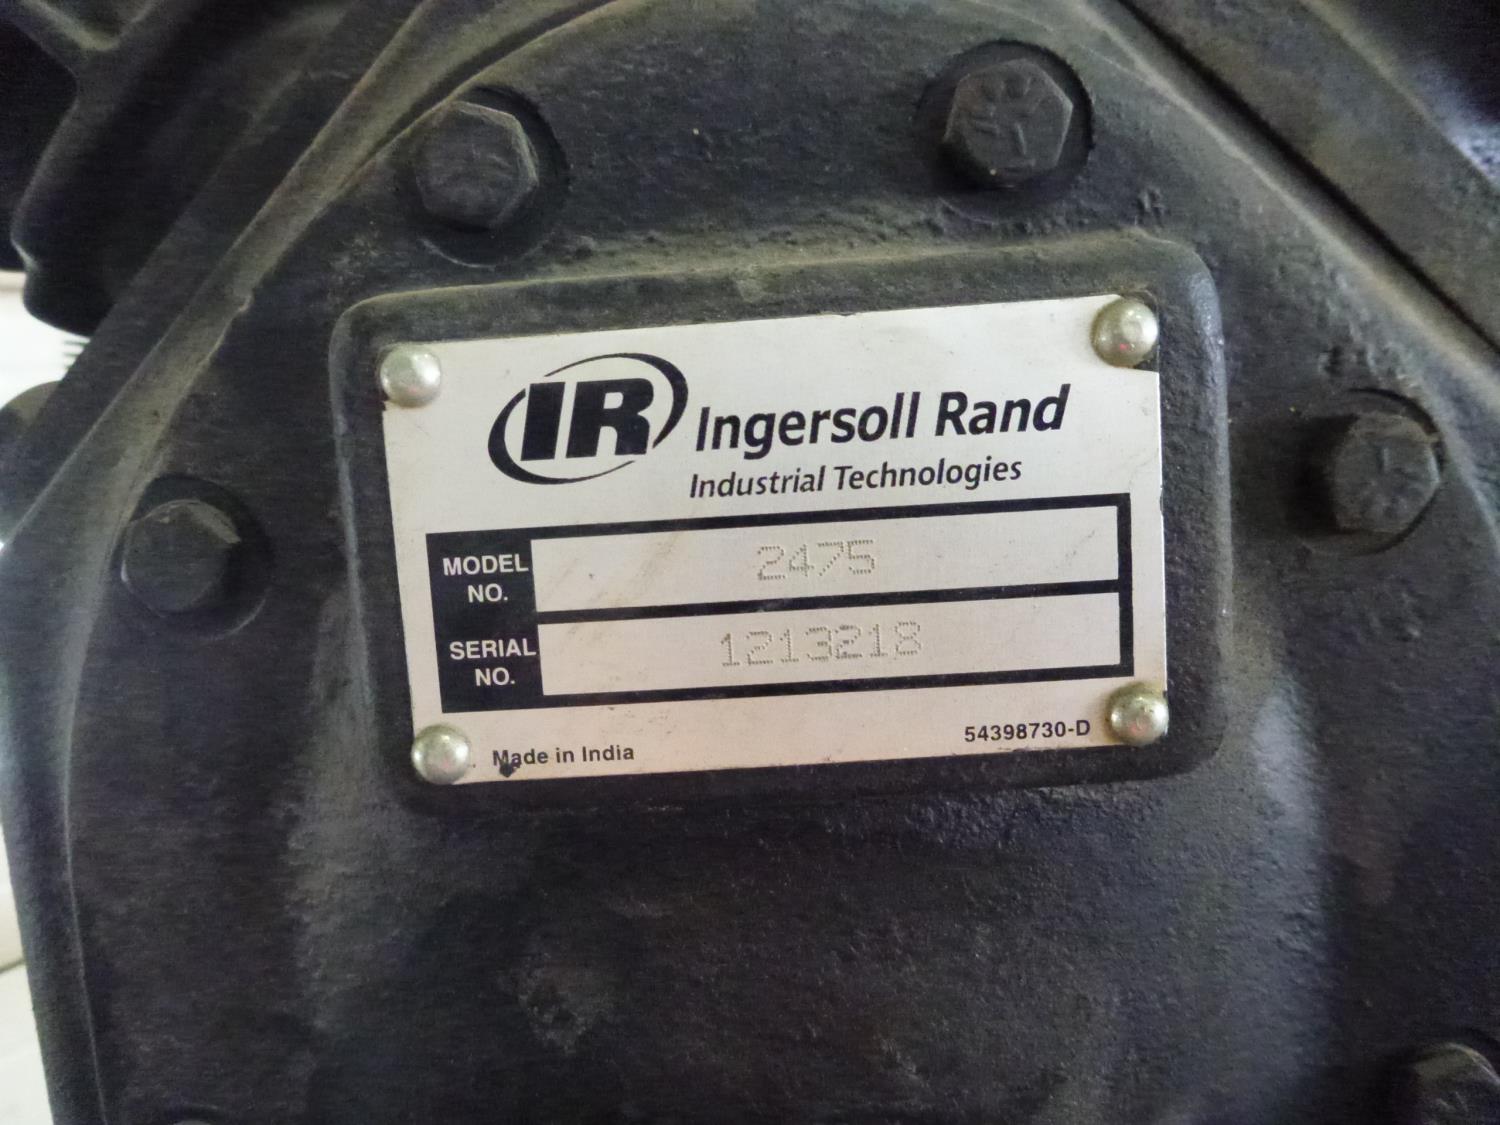 IR Ingersoll Rand
Industrial Technologies
MODEL NO. 2475
SERIAL NO. 1213218
54398730-D
Made in India